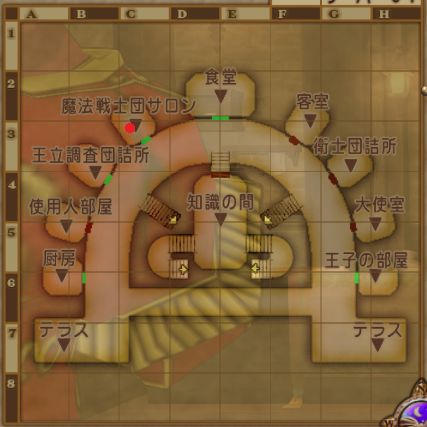 A B C D E F G H
1
2
3
4
5
6
7
8
食堂
魔法戦士団サロン
客室
衛士団詰所
王立調査団詰所
知識の間
使用人部屋
大使室
厨房
王子の部屋
テラス
テラス
W